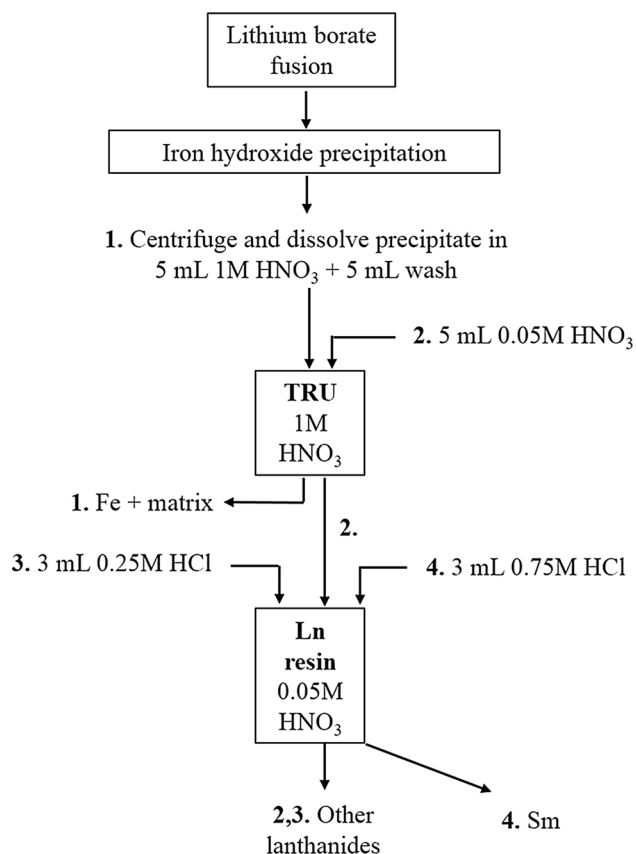 Lithium borate
fusion
Iron hydroxide precipitation
1. Centrifuge and dissolve precipitate in
5 mL 1M HNO₃ + 5 mL wash
2. 5 mL 0.05M HNO₃
TRU
1M
HNO₃
1. Fe + matrix
2.
3. 3 mL 0.25M HCl
4. 3 mL 0.75M HCl
Ln
resin
0.05M
HNO₃
2,3. Other
lanthanides
4. Sm